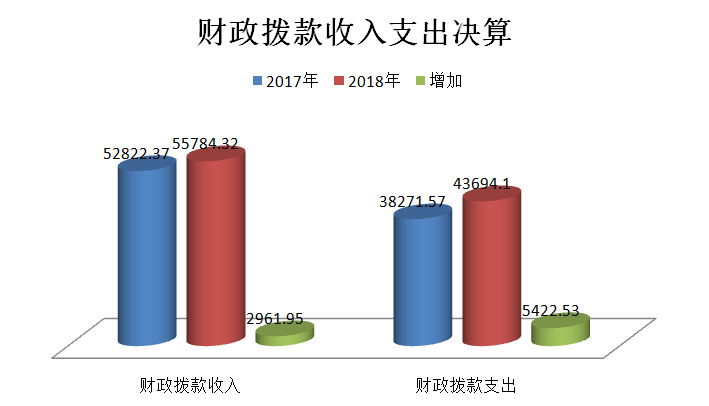 财政拨款收入支出决算
2017年 2018年 增加
52822.37 55784.32 2961.95
38271.57 43694.1 5422.53
财政拨款收入 财政拨款支出